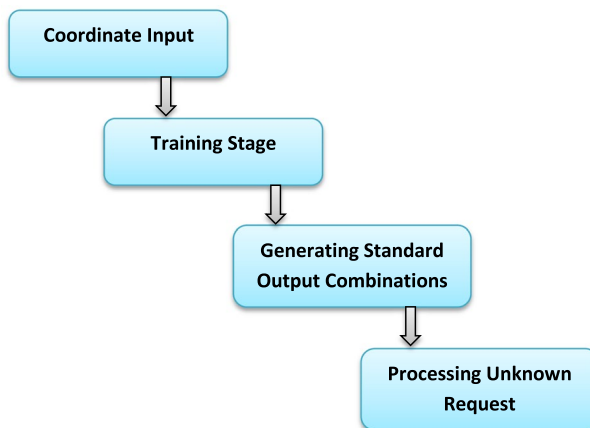 Coordinate Input
Training Stage
Generating Standard
Output Combinations
Processing Unknown
Request